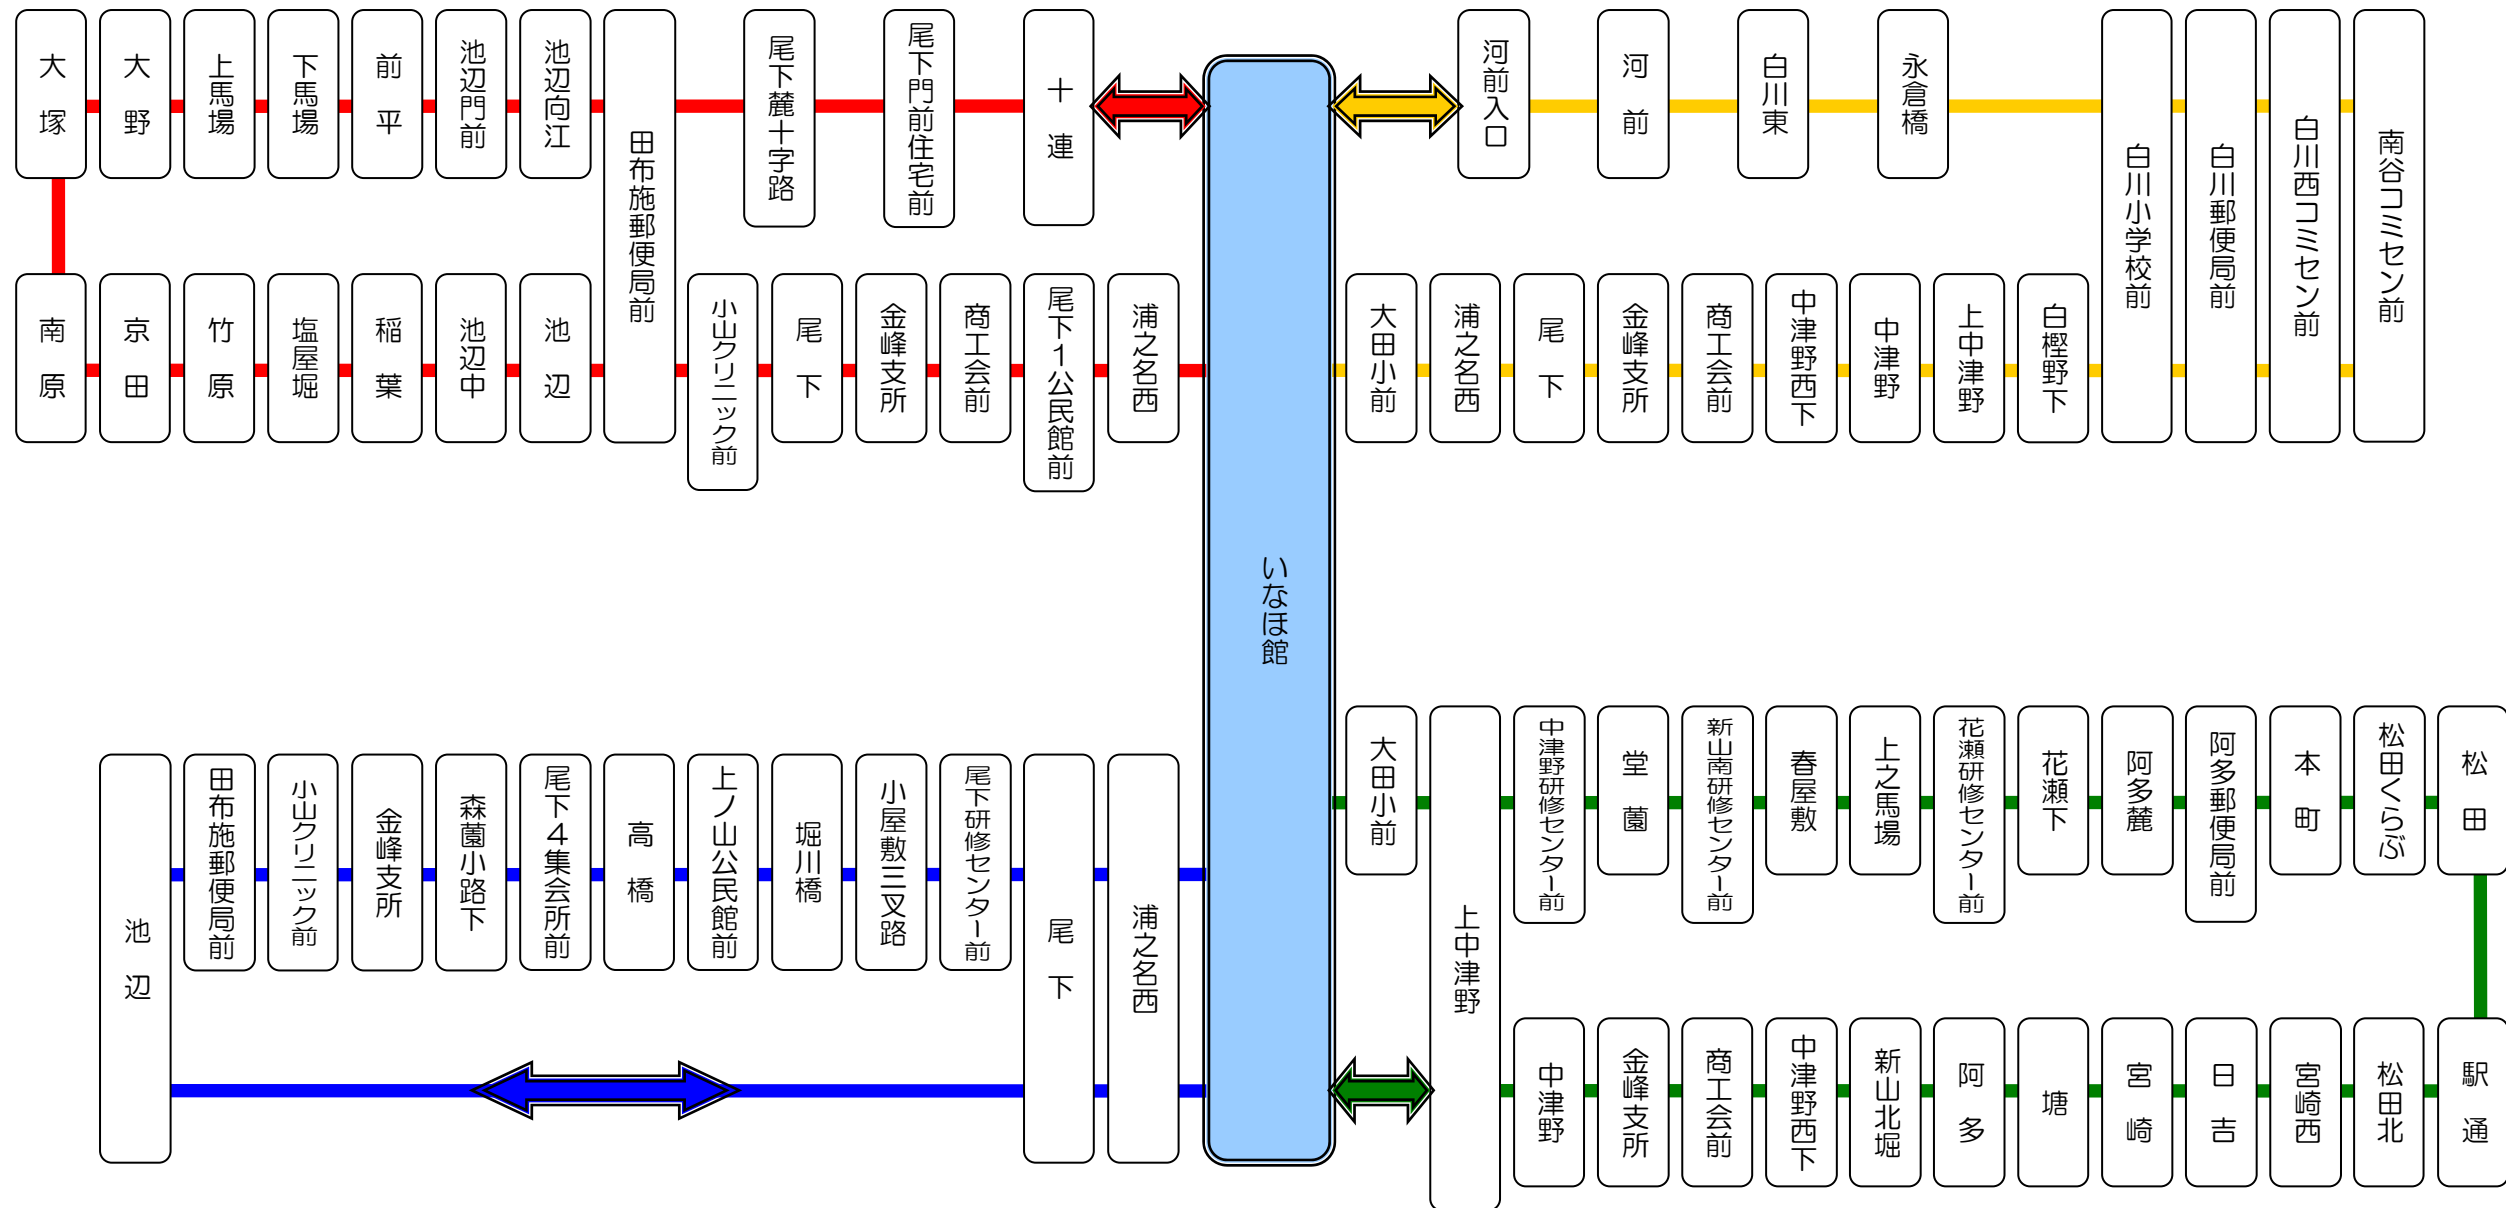 大塚
大野
上馬場
下馬場
前平
池辺門前
池辺向江
田布施郵便局前
尾下麓十字路
尾下門前住宅前
十連
河前入口
河前
白川東
永倉橋
白川小学校前
白川郵便局前
白川西コミセン前
南谷コミセン前
南原
京田
竹原
塩屋堀
稲葉
池辺中
池辺
小山クリニック前
尾下
金峰支所
商工会前
尾下1公民館前
浦之名西
いなほ館
大田小前
浦之名西
尾下
金峰支所
商工会前
中津野西下
中津野
上中津野
白樫野下
池辺
田布施郵便局前
小山クリニック前
金峰支所
森薗小路下
尾下4集会所前
高橋
上ノ山公民館前
堀川橋
小屋敷三叉路
尾下研修センター前
尾下
浦之名西
大田小前
上中津野
中津野研修センター前
堂薗
新山南研修センター前
春屋敷
上之馬場
花瀬研修センター前
花瀬下
阿多麓
阿多郵便局前
本町
松田くらぶ
松田
中津野
金峰支所
商工会前
中津野西下
新山北堀
阿多
塘
宮崎
日吉
宮崎西
松田北
駅通